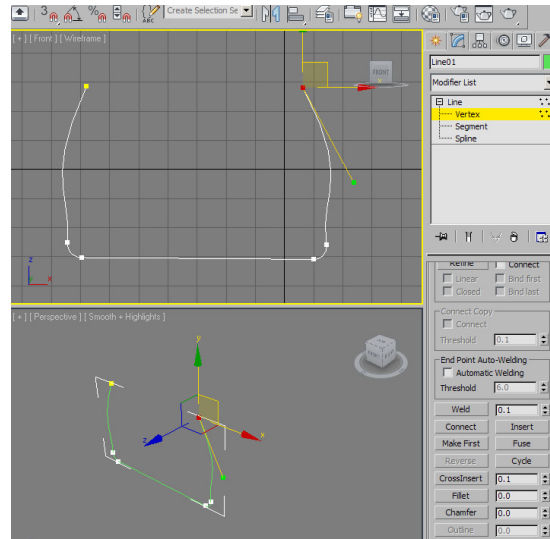 3
%
ABC
Create Selection Se
[ + ] [ Front ] [ Wireframe ]
FRONT
x
z
x
Line01
Modifier List
Line
Vertex
Segment
Spline
Refine
Connect
Linear
Bind first
Closed
Bind last
Connect Copy
Connect
Threshold
0.1
End Point Auto-Welding
Automatic Welding
Threshold
6.0
Weld
0.1
Connect
Insert
Make First
Fuse
Reverse
Cycle
CrossInsert
0.1
Fillet
0.0
Chamfer
0.0
Outline
0.0
[ + ] [ Perspective ] [ Smooth + Highlights ]
y
z
x